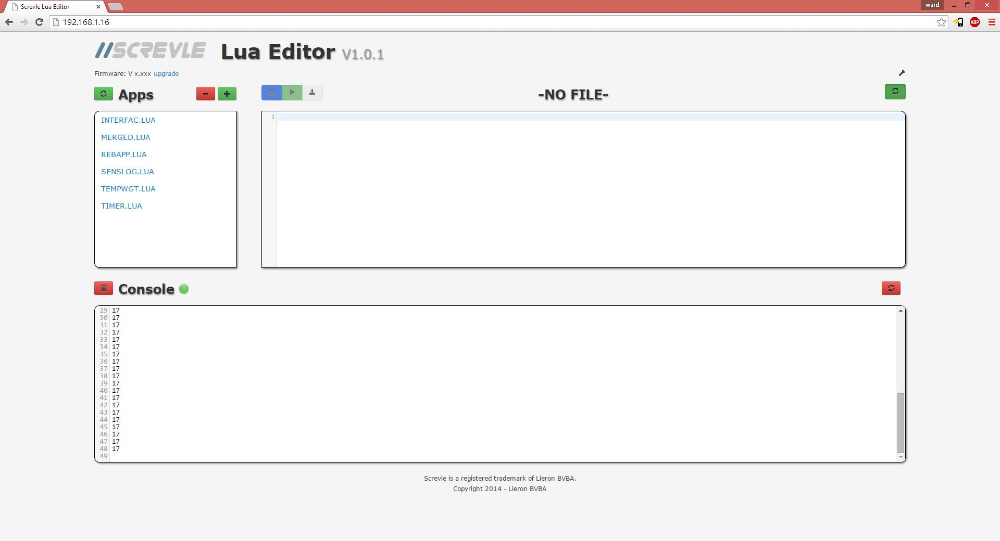 Screvle Lua Editor
ward
192.168.1.16
ABP
//SCREVLE Lua Editor V1.0.1
Firmware: V x.xxx upgrade
Apps
-NO FILE-
INTERFAC.LUA
MERGED.LUA
REBAPP.LUA
SENSLOG.LUA
TEMPWGT.LUA
TIMER.LUA
1
Console
29 17
30 17
31 17
32 17
33 17
34 17
35 17
36 17
37 17
38 17
39 17
40 17
41 17
42 17
43 17
44 17
45 17
46 17
47 17
48 17
49
Screvle is a registered trademark of Lieron BVBA.
Copyright 2014 - Lieron BVBA